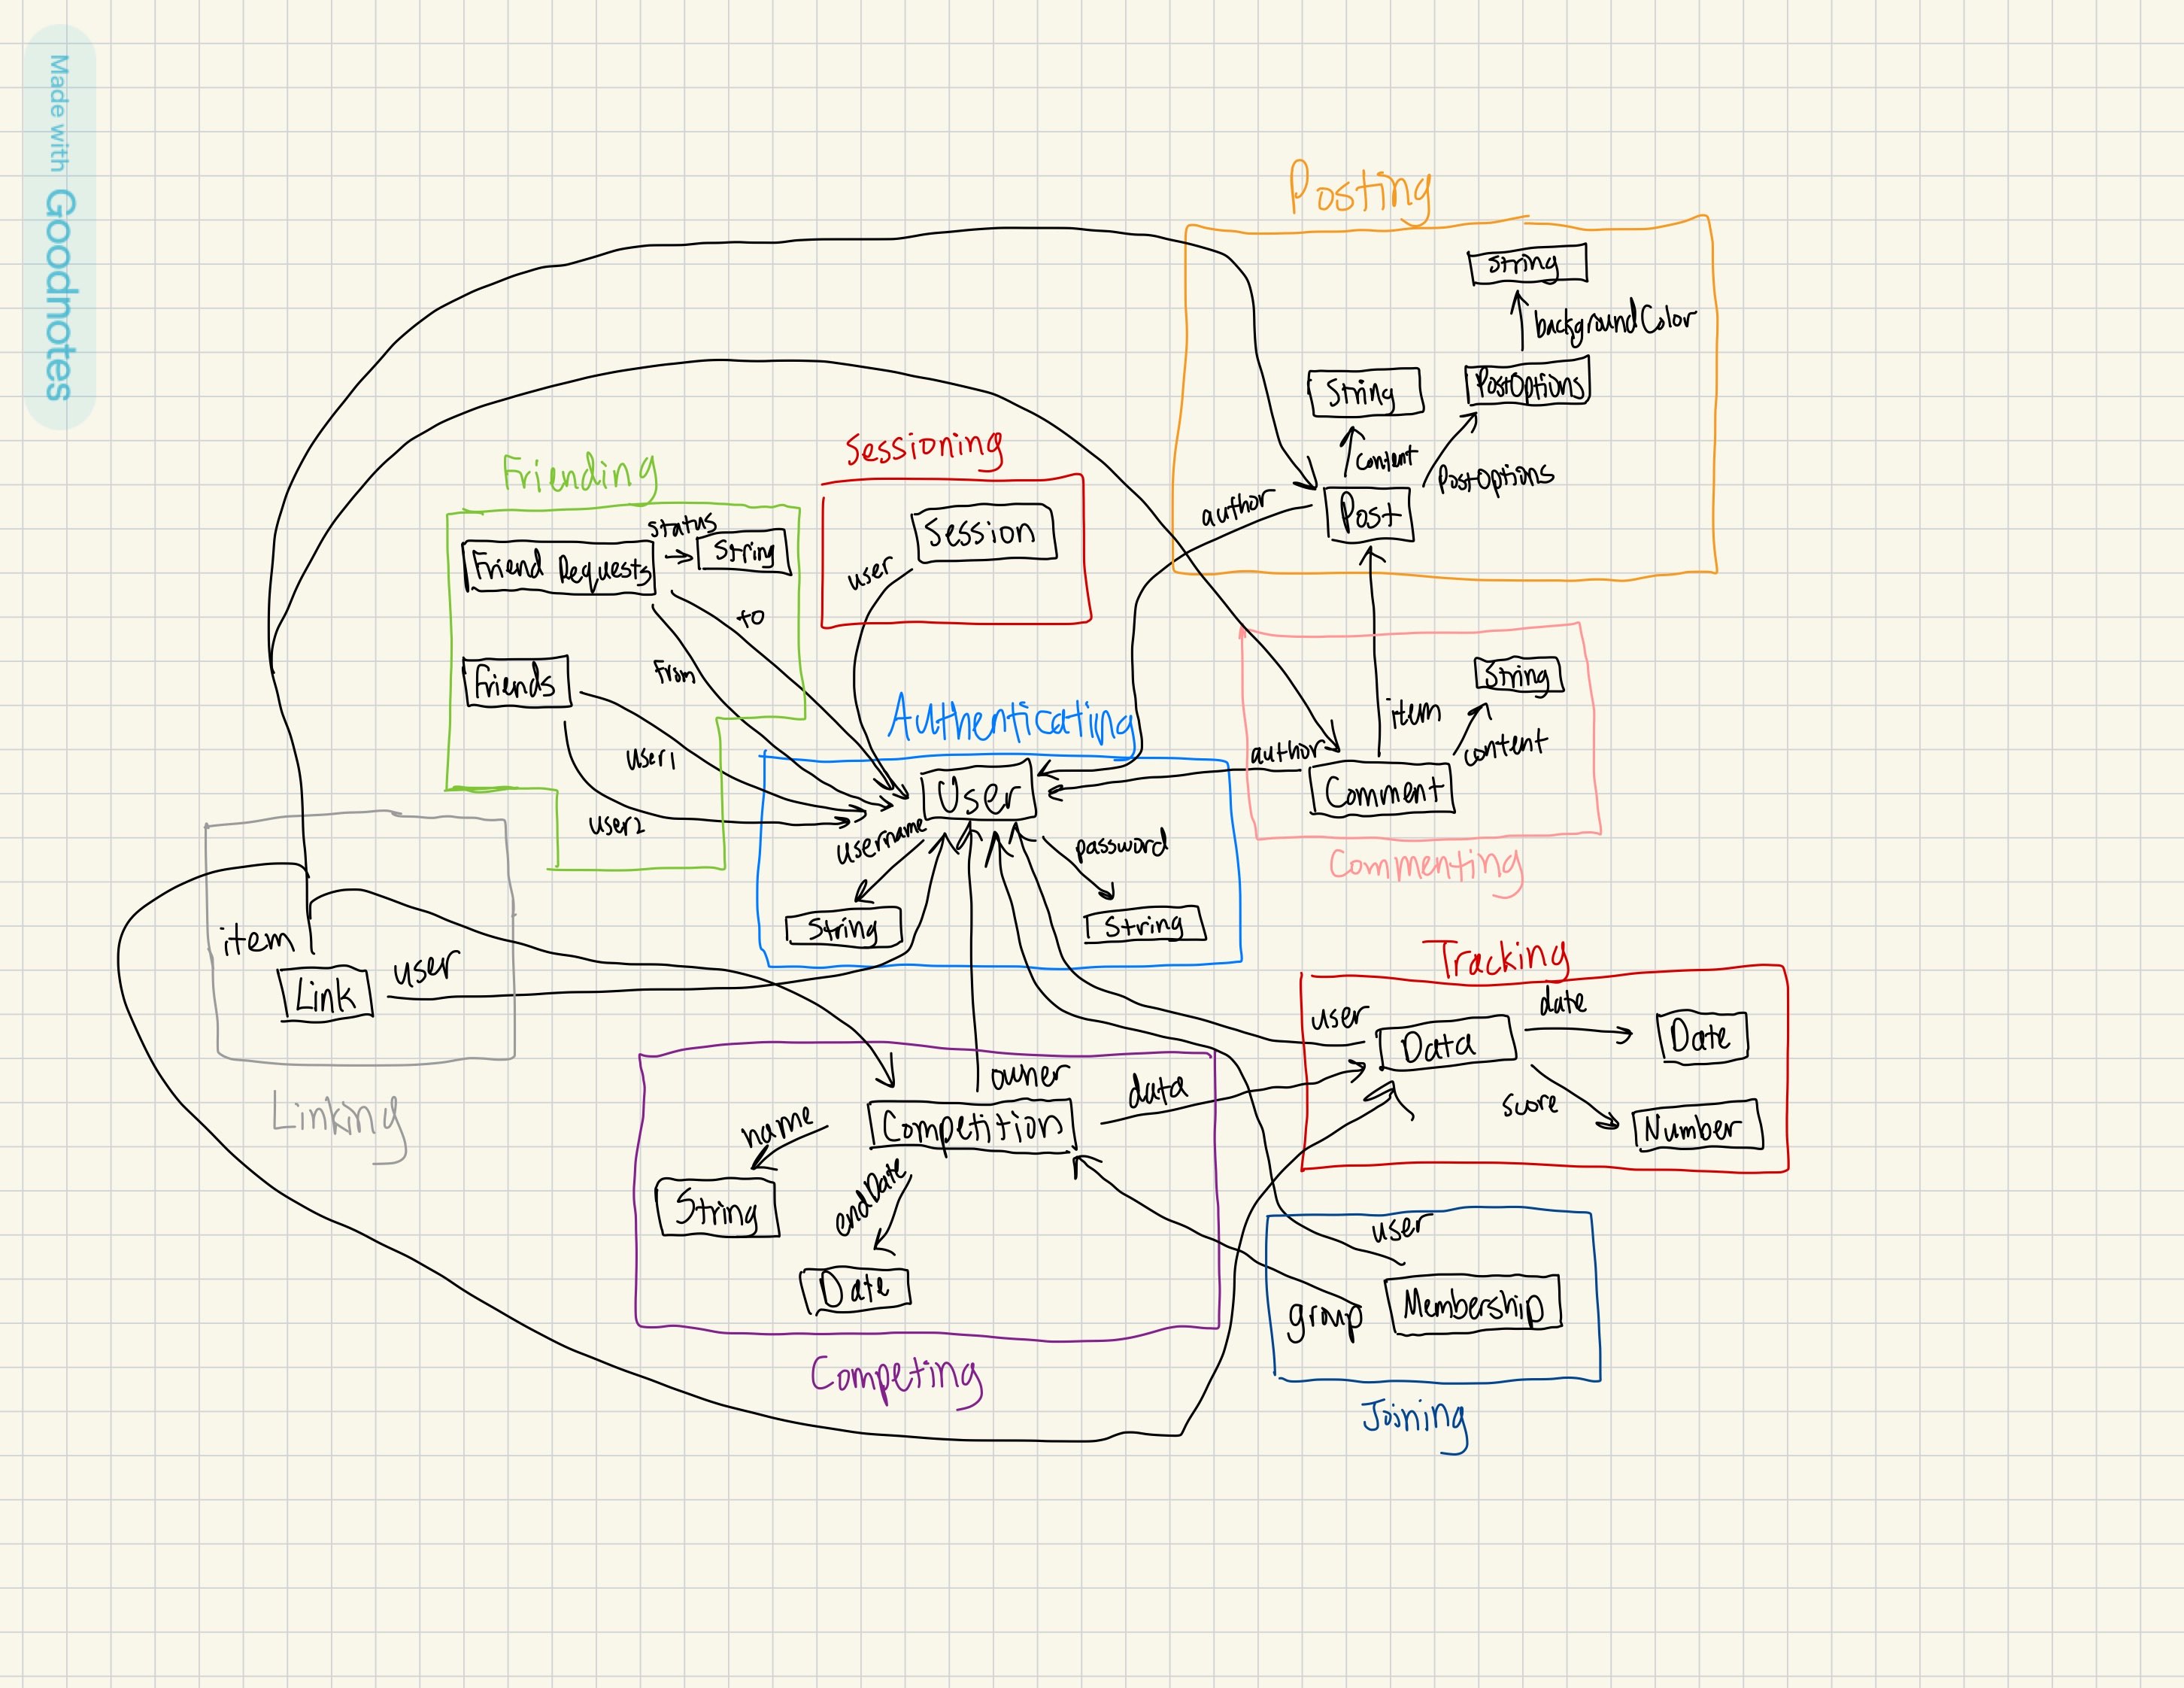 Made with Goodnotes
Posting
String
backgroundColor
String
PostOptions
content
PostOptions
author
Post
Sessioning
Session
user
Friending
status
Friend Requests
String
to
from
Friends
user1
user2
Authenticating
User
username
password
String
String
author
item
String
content
Comment
Commenting
item
Link
user
Linking
Tracking
user
Data
date
Date
score
Number
owner
data
name
Competition
endDate
String
Date
Competing
user
group
Membership
Joining